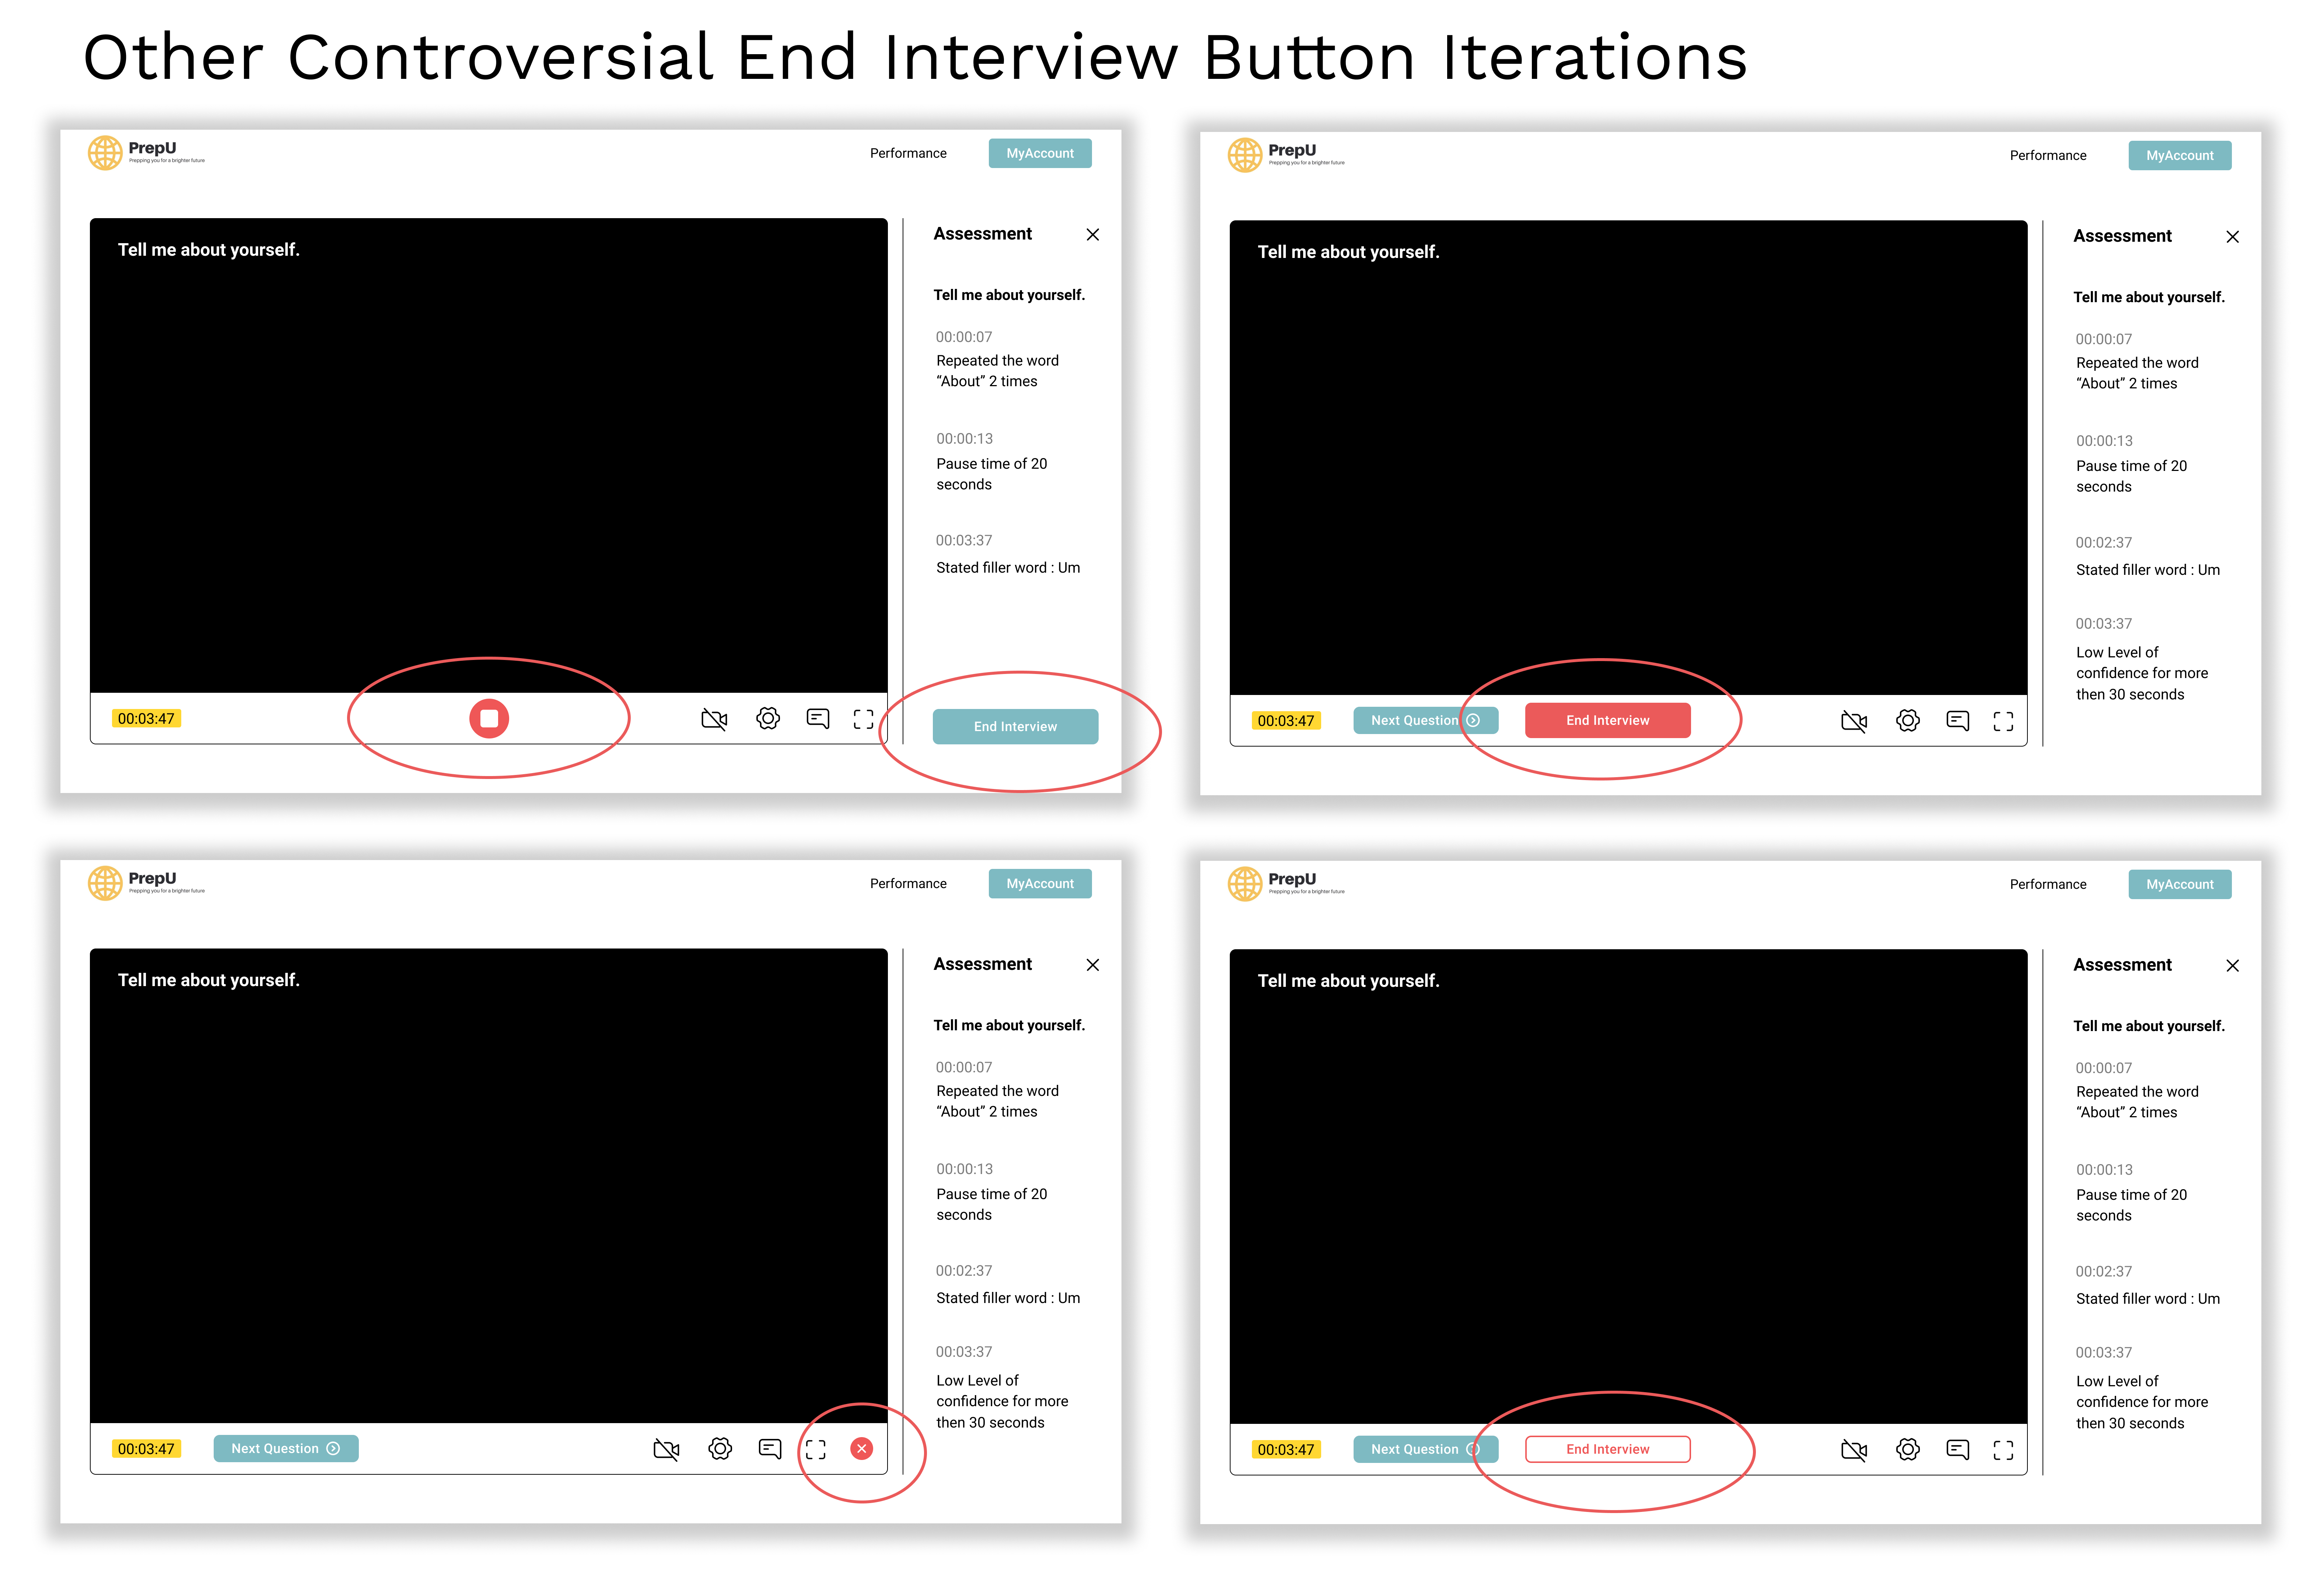 Other Controversial End Interview Button Iterations
PrepU
Prepping you for a brighter future
Performance
MyAccount
Tell me about yourself.
Assessment
Tell me about yourself.
00:00:07
Repeated the word
“About” 2 times
00:00:13
Pause time of 20
seconds
00:03:37
Stated filler word : Um
00:03:47
End Interview
PrepU
Prepping you for a brighter future
Performance
MyAccount
Tell me about yourself.
Assessment
Tell me about yourself.
00:00:07
Repeated the word
“About” 2 times
00:00:13
Pause time of 20
seconds
00:02:37
Stated filler word : Um
00:03:37
Low Level of
confidence for more
then 30 seconds
00:03:47
Next Question
End Interview
PrepU
Prepping you for a brighter future
Performance
MyAccount
Tell me about yourself.
Assessment
Tell me about yourself.
00:00:07
Repeated the word
“About” 2 times
00:00:13
Pause time of 20
seconds
00:02:37
Stated filler word : Um
00:03:37
Low Level of
confidence for more
then 30 seconds
00:03:47
Next Question
PrepU
Prepping you for a brighter future
Performance
MyAccount
Tell me about yourself.
Assessment
Tell me about yourself.
00:00:07
Repeated the word
“About” 2 times
00:00:13
Pause time of 20
seconds
00:02:37
Stated filler word : Um
00:03:37
Low Level of
confidence for more
then 30 seconds
00:03:47
Next Question
End Interview